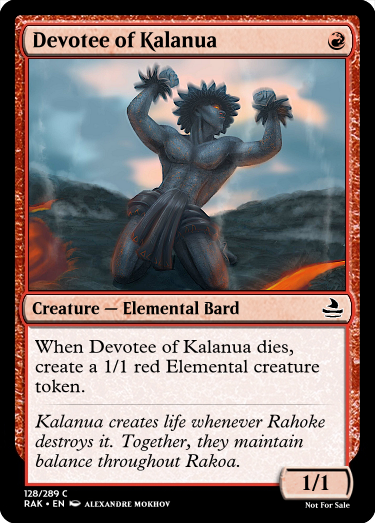 Devotee of Kalanua
Creature — Elemental Bard
When Devotee of Kalanua dies,
create a 1/1 red Elemental creature
token.
Kalanua creates life whenever Rahoke
destroys it. Together, they maintain
balance throughout Rakoa.
1/1
128/289 C
RAK • EN ALEXANDRE MOKHOV
Not For Sale